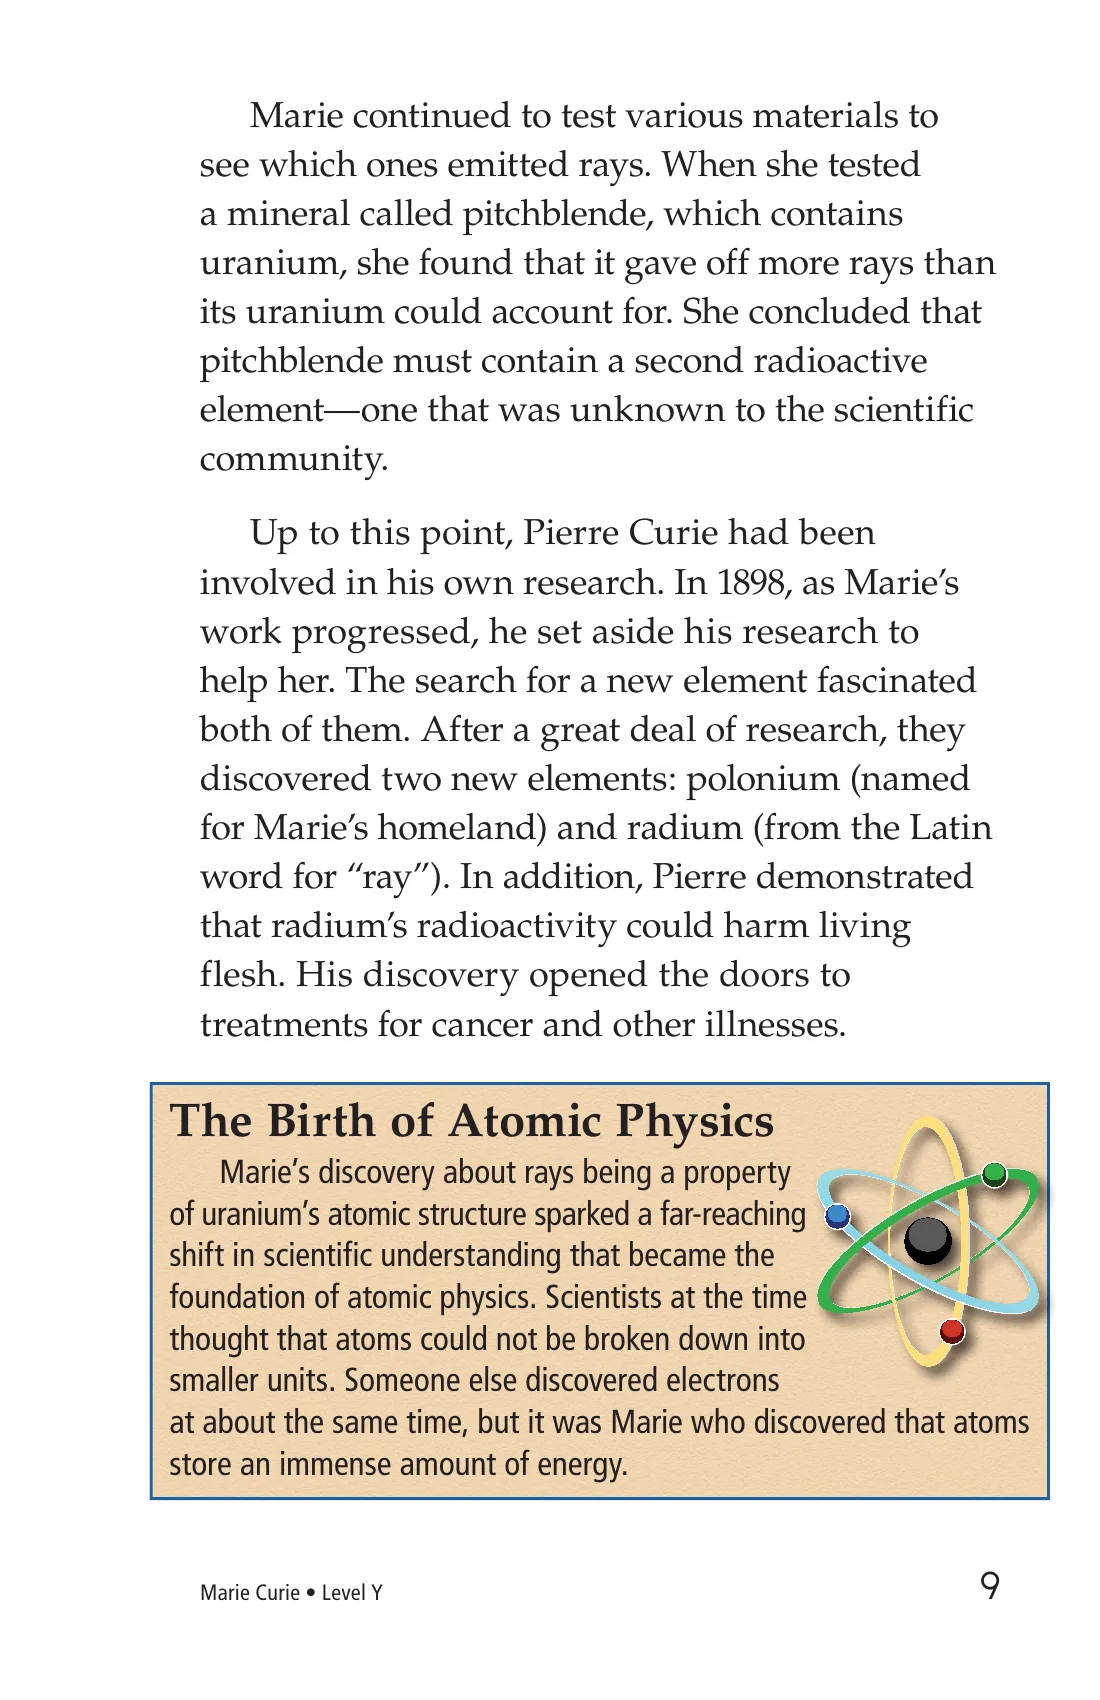 Marie continued to test various materials to
see which ones emitted rays. When she tested
a mineral called pitchblende, which contains
uranium, she found that it gave off more rays than
its uranium could account for. She concluded that
pitchblende must contain a second radioactive
element—one that was unknown to the scientific
community.
Up to this point, Pierre Curie had been
involved in his own research. In 1898, as Marie’s
work progressed, he set aside his research to
help her. The search for a new element fascinated
both of them. After a great deal of research, they
discovered two new elements: polonium (named
for Marie’s homeland) and radium (from the Latin
word for “ray”). In addition, Pierre demonstrated
that radium’s radioactivity could harm living
flesh. His discovery opened the doors to
treatments for cancer and other illnesses.
The Birth of Atomic Physics
Marie’s discovery about rays being a property
of uranium’s atomic structure sparked a far-reaching
shift in scientific understanding that became the
foundation of atomic physics. Scientists at the time
thought that atoms could not be broken down into
smaller units. Someone else discovered electrons
at about the same time, but it was Marie who discovered that atoms
store an immense amount of energy.
Marie Curie • Level Y
9